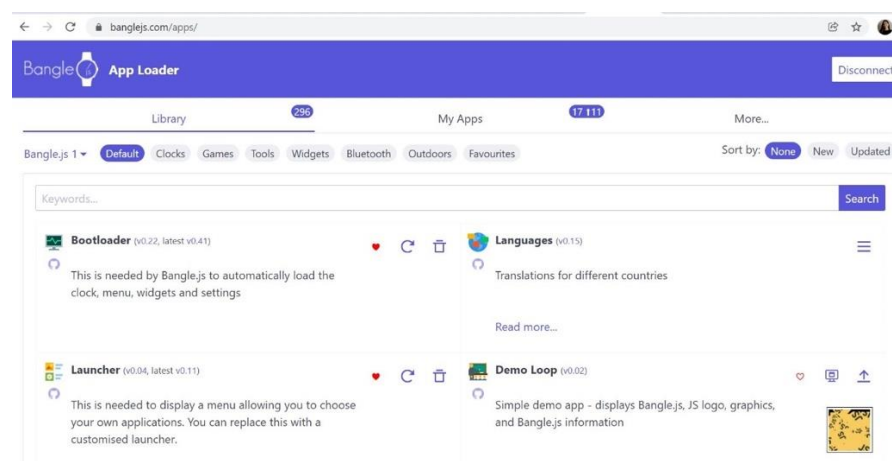 banglejs.com/apps/
Bangle App Loader
Disconnect
Library 296 My Apps More...
Bangle.js 1 Default Clocks Games Tools Widgets Bluetooth Outdoors Favourites Sort by: None New Updated
Keywords... Search
Bootloader (v0.22, latest v0.41)
This is needed by Bangle.js to automatically load the
clock, menu, widgets and settings
Languages (v0.15)
Translations for different countries
Read more...
Launcher (v0.04, latest v0.11)
This is needed to display a menu allowing you to choose
your own applications. You can replace this with a
customised launcher.
Demo Loop (v0.02)
Simple demo app - displays Bangle.js, JS logo, graphics,
and Bangle.js information